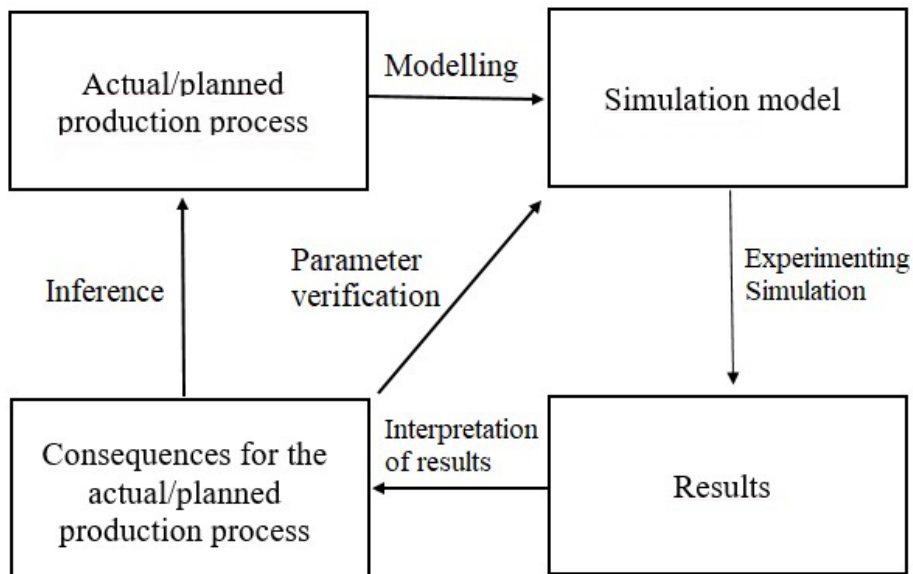 Actual/planned
production process
Modelling
Simulation model
Experimenting
Simulation
Parameter
verification
Inference
Consequences for the
actual/planned
production process
Interpretation
of results
Results